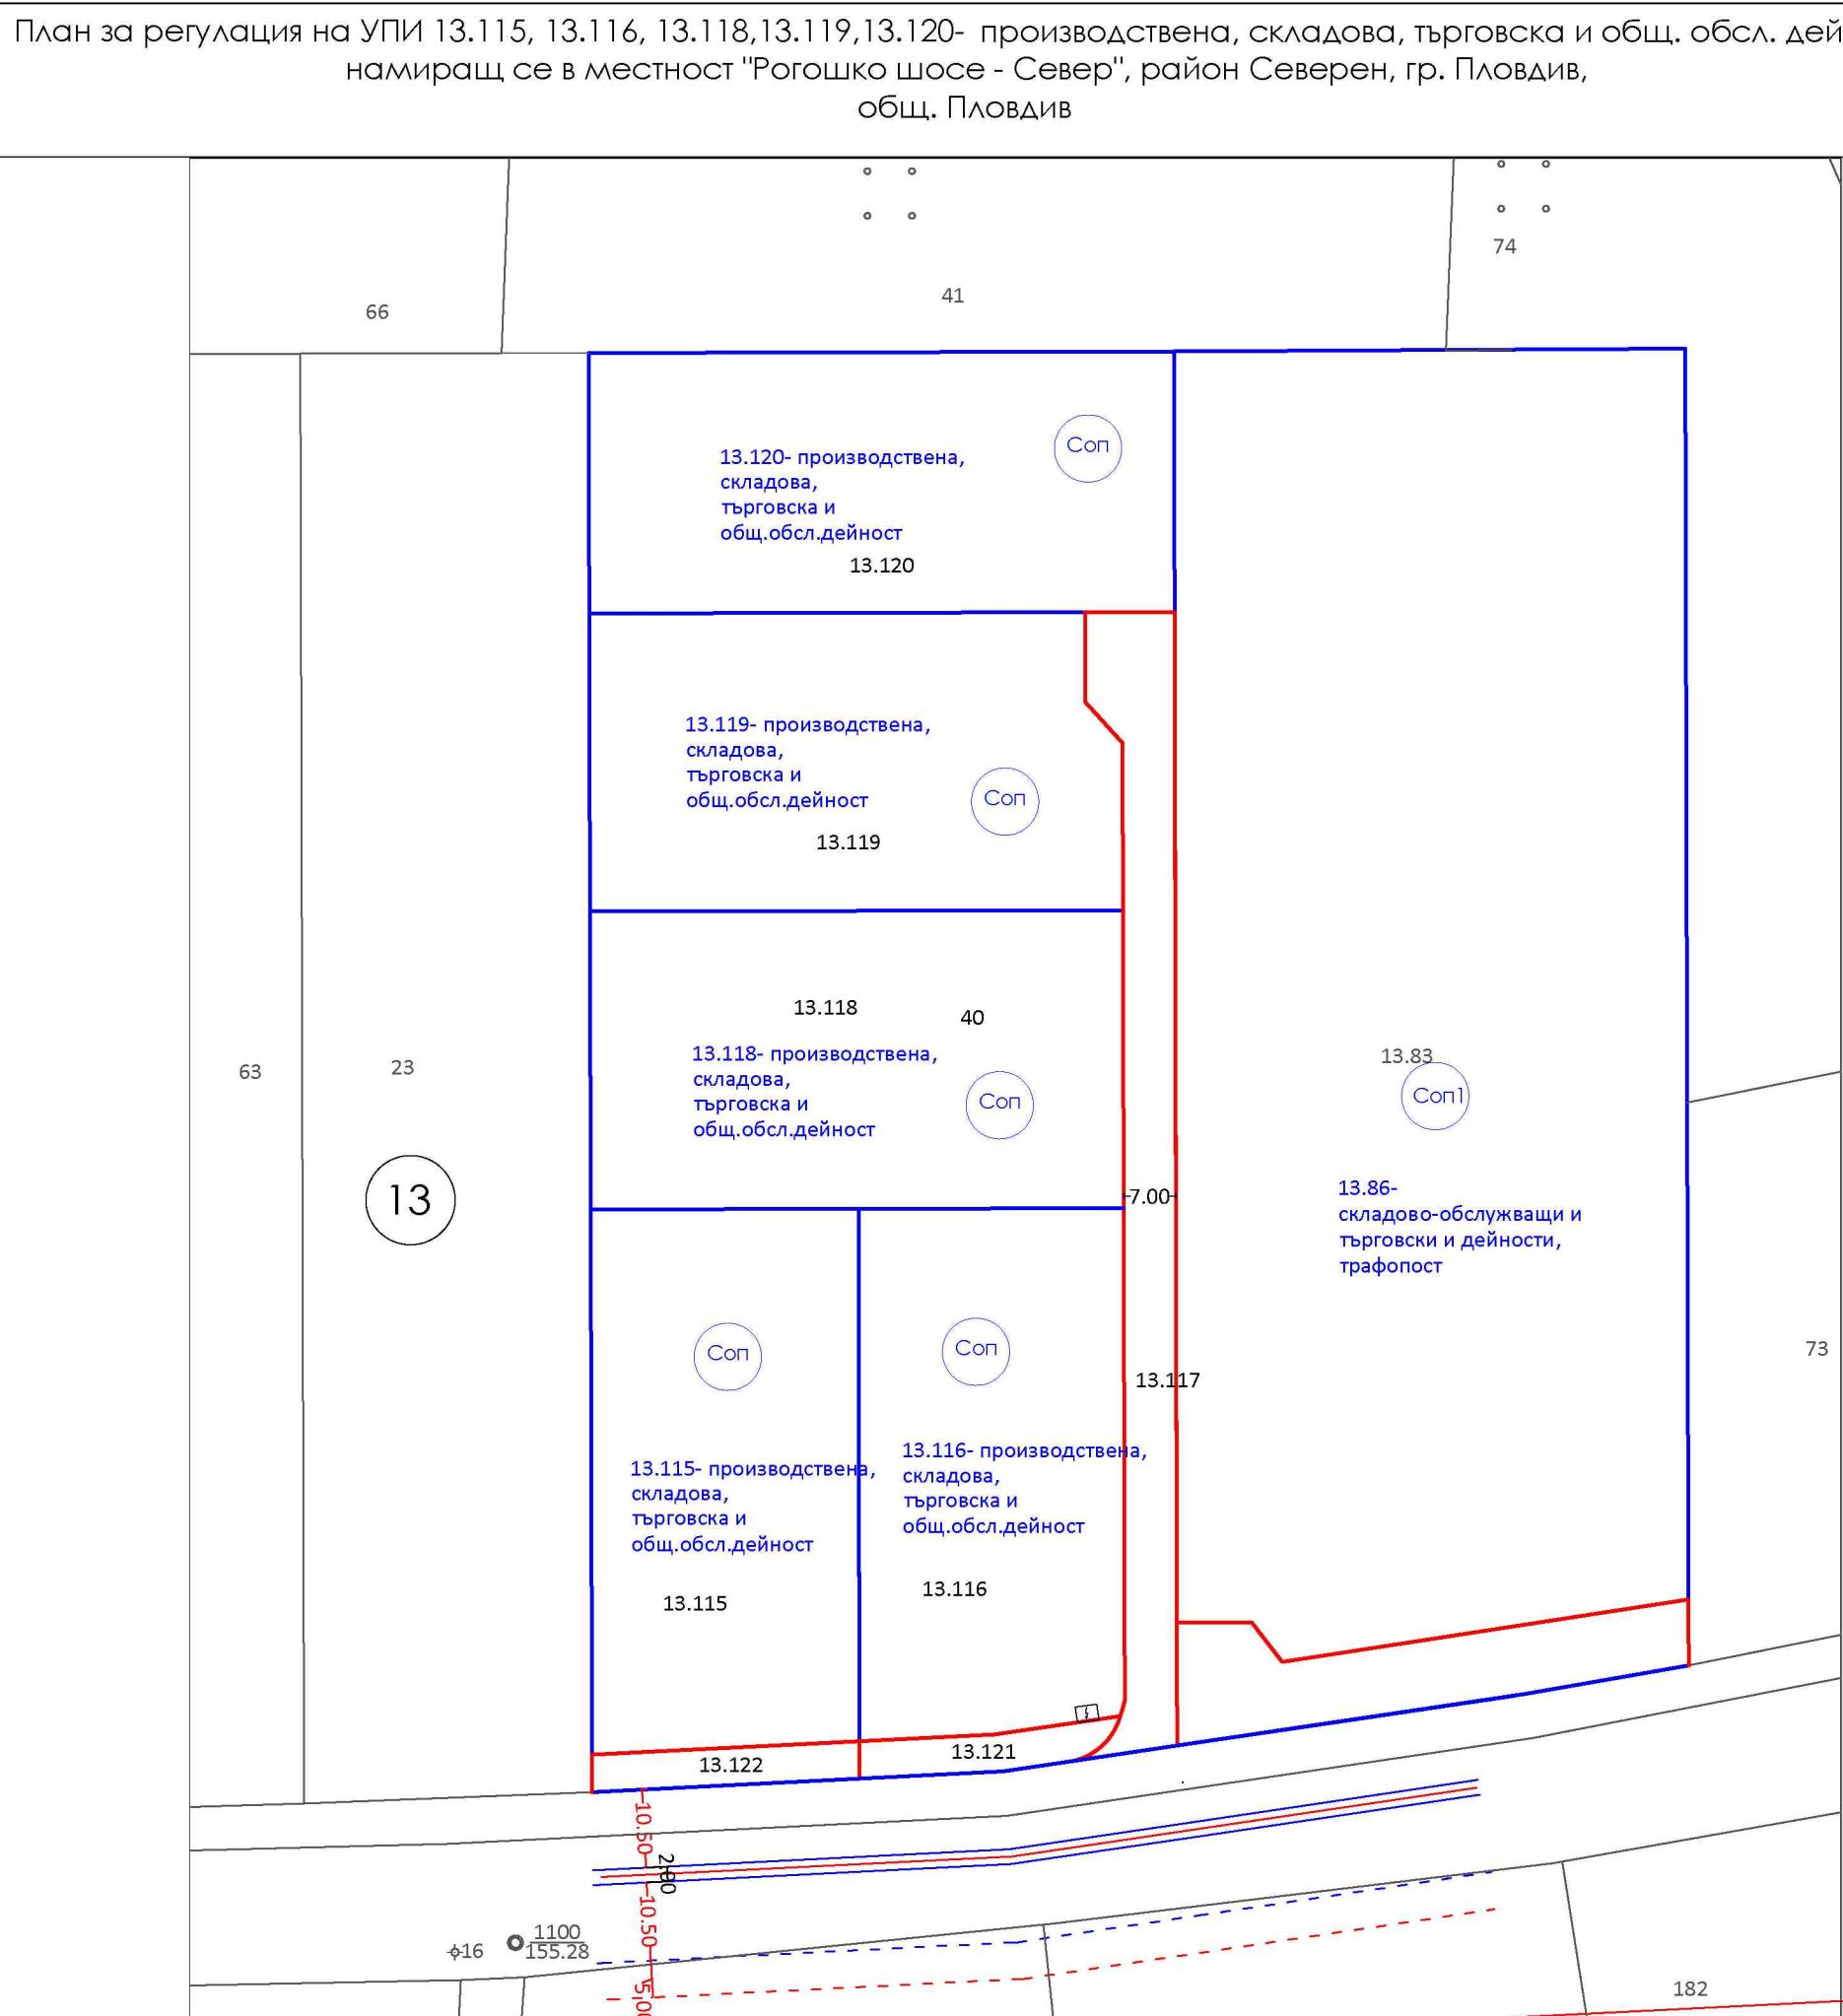 План за регулация на УПИ 13.115, 13.116, 13.118,13.119,13.120- производствена, складова, търговска и общ. обсл. дей
намиращ се в местност "Рогошко шосе - Север", район Северен, гр. Пловдив,
общ. Пловдив
74
41
66
Соп
13.120- производствена,
складова,
търговска и
общ.обсл.дейност
13.120
13.119- производствена,
складова,
търговска и
общ.обсл.дейност
Соп
13.119
13.118
40
13.118- производствена,
складова,
търговска и
общ.обсл.дейност
Соп
63
23
13
13.83
Соп1
7.00
13.86-
складово-обслужващи и
търговски и дейности,
трафопост
73
Соп
Соп
13.117
13.115- производствена,
складова,
търговска и
общ.обсл.дейност
13.116- производствена,
складова,
търговска и
общ.обсл.дейност
13.115
13.116
13.122
13.121
10.50
2.00
10.50
5.00
16
1100
155.28
182